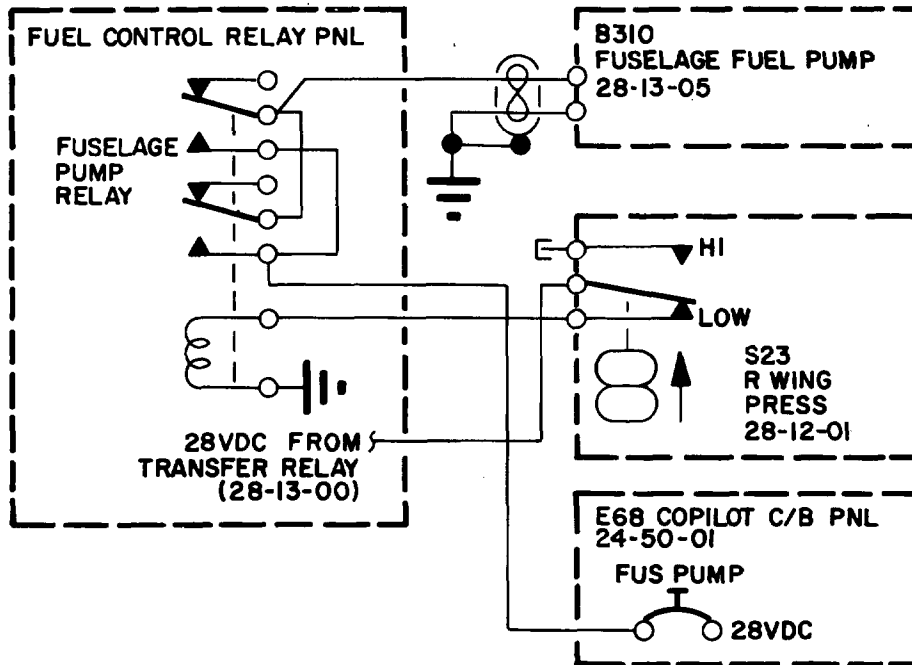 FUEL CONTROL RELAY PNL
FUSELAGE
PUMP
RELAY
28VDC FROM
TRANSFER RELAY
(28-13-00)
B310
FUSELAGE FUEL PUMP
28-13-05
HI
LOW
S23
R WING
PRESS
28-12-01
E68 COPILOT C/B PNL
24-50-01
FUS PUMP
28VDC